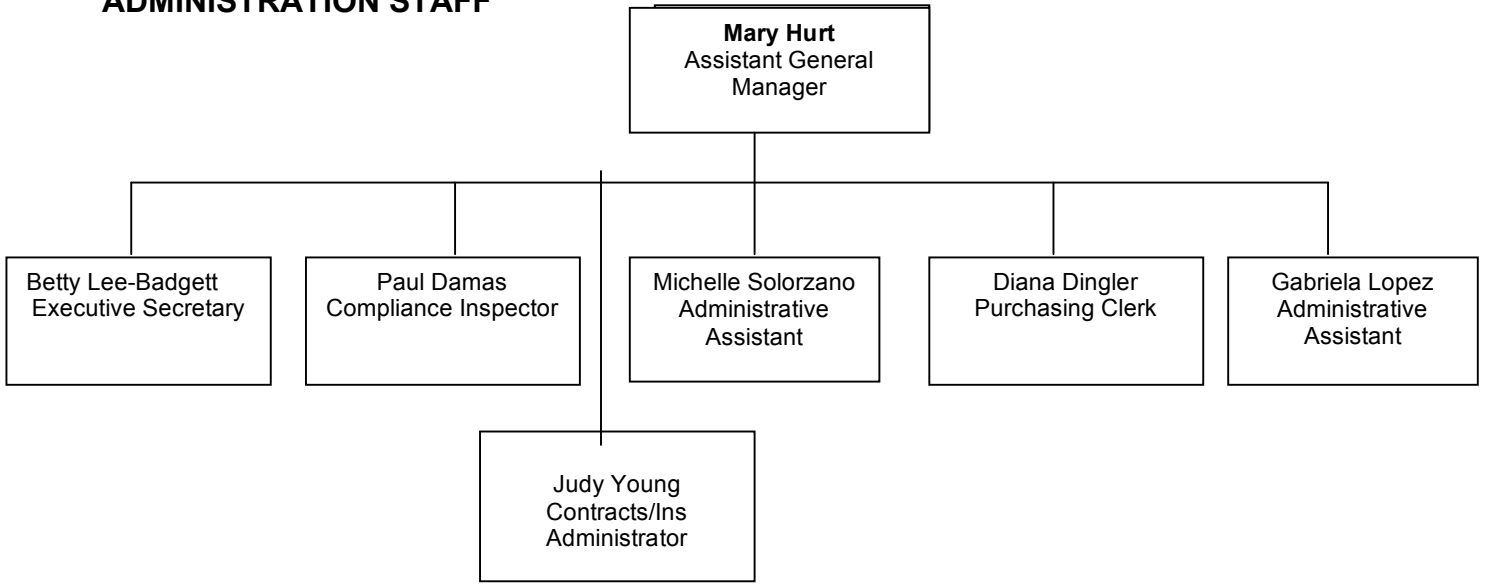 ADMINISTRATION STAFF
Mary Hurt
Assistant General
Manager
Betty Lee-Badgett
Executive Secretary
Paul Damas
Compliance Inspector
Michelle Solorzano
Administrative
Assistant
Diana Dingler
Purchasing Clerk
Gabriela Lopez
Administrative
Assistant
Judy Young
Contracts/Ins
Administrator